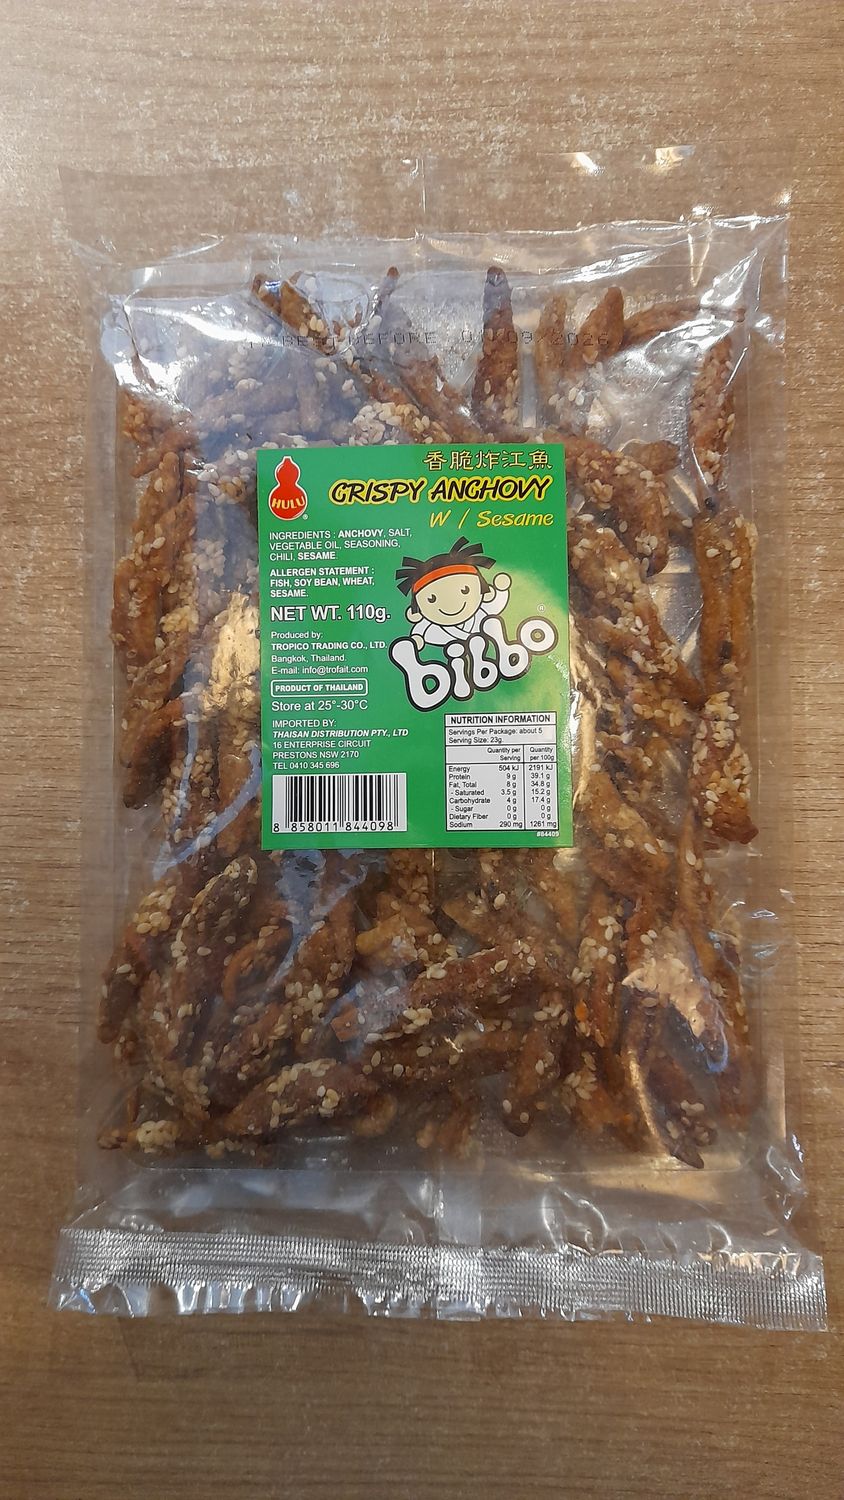 BEST BEFORE 01/09/2026
香脆炸江魚
HULU®
CRISPY ANCHOVY
W / Sesame
INGREDIENTS : ANCHOVY, SALT,
VEGETABLE OIL, SEASONING,
CHILI, SESAME.
ALLERGEN STATEMENT :
FISH, SOY BEAN, WHEAT,
SESAME.
NET WT. 110g.
bibbo®
Produced by:
TROPICO TRADING CO., LTD.
Bangkok, Thailand.
E-mail: info@trofait.com
PRODUCT OF THAILAND
Store at 25°-30°C
IMPORTED BY:
THAISAN DISTRIBUTION PTY., LTD
16 ENTERPRISE CIRCUIT
PRESTONS NSW 2170
TEL 0410 345 696
8 858011 844098
NUTRITION INFORMATION
Servings Per Package: about 5
Serving Size: 23g.
Quantity per Serving Quantity per 100g
Energy 504 kJ 2191 kJ
Protein 9 g 39.1 g
Fat, Total 8 g 34.8 g
- Saturated 3.5 g 15.2 g
Carbohydrate 4 g 17.4 g
- Sugar 0 g 0 g
Dietary Fiber 0 g 0 g
Sodium 290 mg 1261 mg
#84409